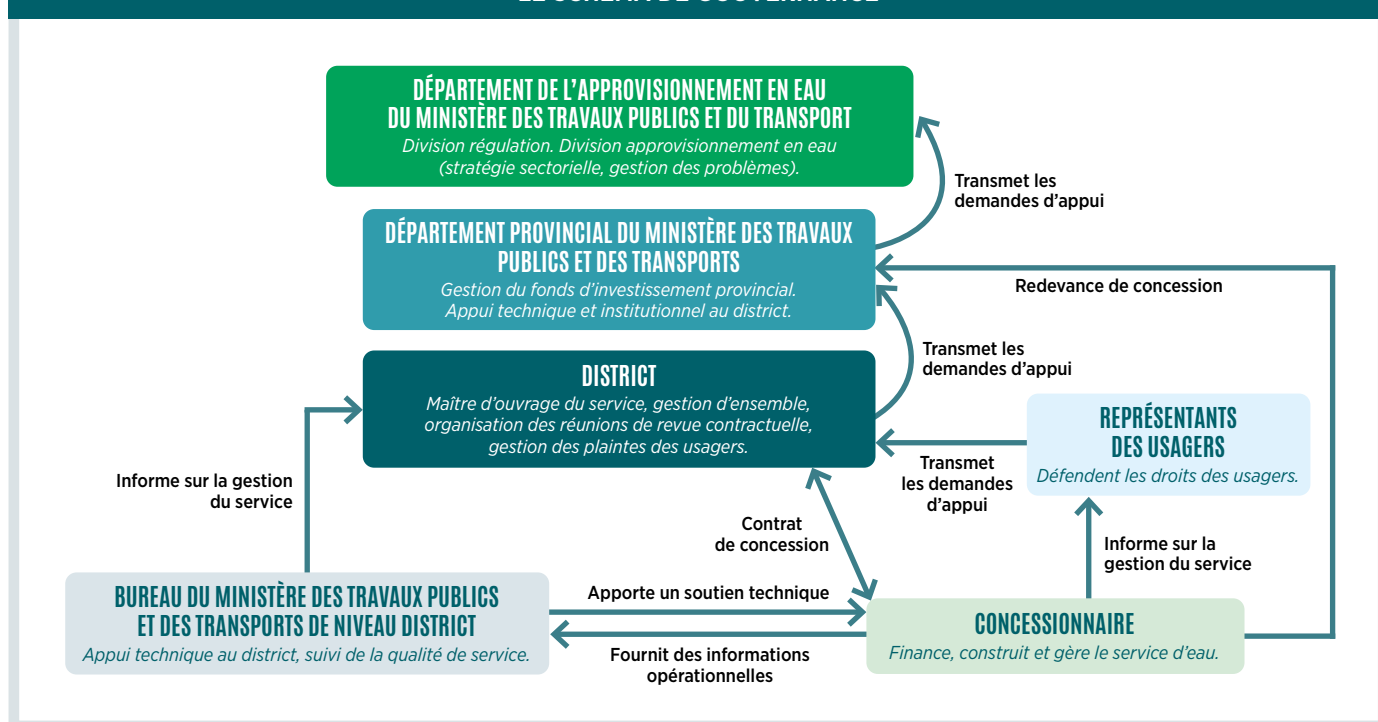 DÉPARTEMENT DE L'APPROVISIONNEMENT EN EAU
DU MINISTÈRE DES TRAVAUX PUBLICS ET DU TRANSPORT
Division régulation. Division approvisionnement en eau
(stratégie sectorielle, gestion des problèmes).
Transmet les
demandes d'appui
DÉPARTEMENT PROVINCIAL DU MINISTÈRE DES TRAVAUX
PUBLICS ET DES TRANSPORTS
Gestion du fonds d'investissement provincial.
Appui technique et institutionnel au district.
Redevance de concession
Transmet les
demandes d'appui
DISTRICT
Maître d'ouvrage du service, gestion d'ensemble,
organisation des réunions de revue contractuelle,
gestion des plaintes des usagers.
REPRÉSENTANTS
DES USAGERS
Défendent les droits des usagers.
Transmet
les demandes
d'appui
Informe sur la gestion
du service
Contrat
de concession
Informe sur la
gestion du service
BUREAU DU MINISTÈRE DES TRAVAUX PUBLICS
ET DES TRANSPORTS DE NIVEAU DISTRICT
Appui technique au district, suivi de la qualité de service.
Apporte un soutien technique
Fournit des informations
opérationnelles
CONCESSIONNAIRE
Finance, construit et gère le service d'eau.